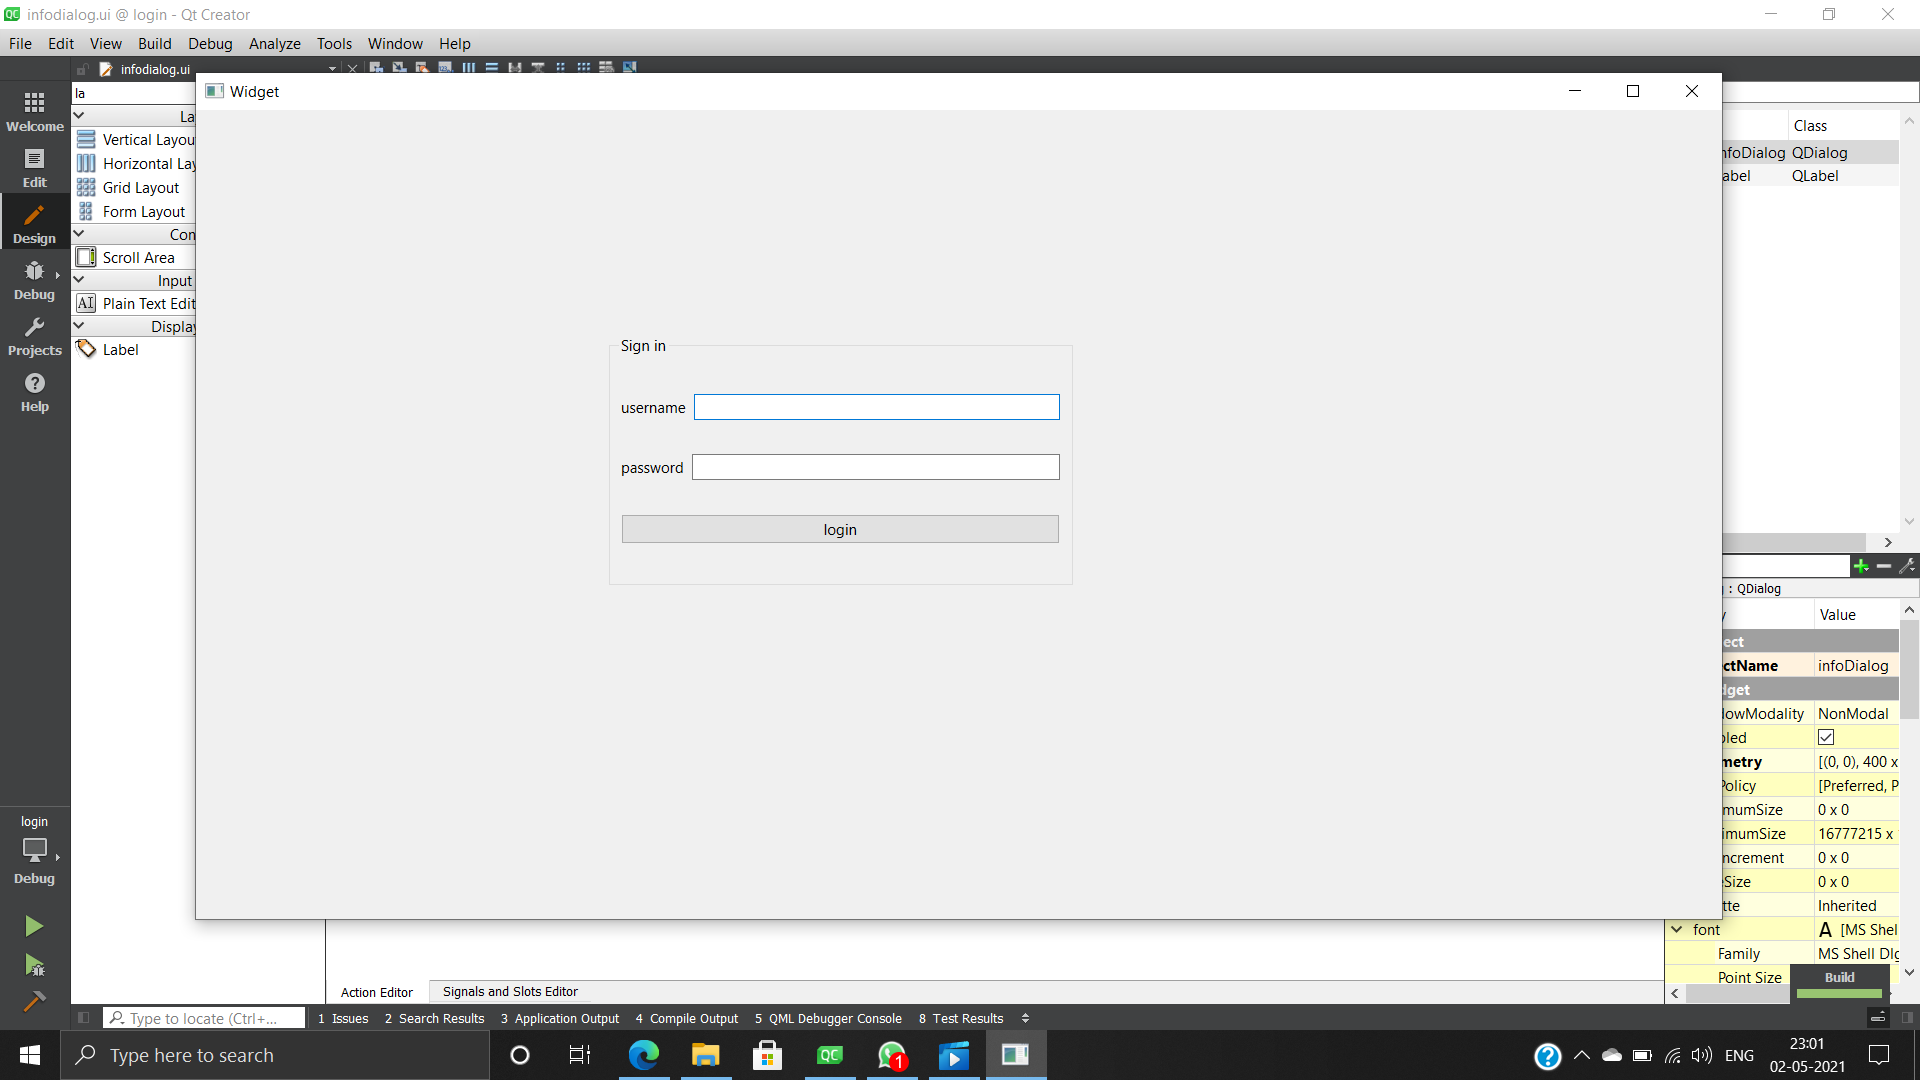 infodialog.ui @ login - Qt Creator
File Edit View Build Debug Analyze Tools Window Help
infodialog.ui
la
Widget
Welcome
Edit
Design
Debug
Projects
Help
La
Vertical Layou
Horizontal Lay
Grid Layout
Form Layout
Con
Scroll Area
Input
Plain Text Edit
Display
Label
Sign in
username
password
login
Class
nfoDialog QDialog
abel QLabel
: QDialog
y Value
ect
ctName infoDialog
dget
lowModality NonModal
bled
metry [(0, 0), 400 x
Policy [Preferred, P
mumSize 0 x 0
imumSize 16777215 x
ncrement 0 x 0
eSize 0 x 0
tte Inherited
font A [MS Shel
Family MS Shell Dlg
Point Size
Build
login
Debug
Action Editor Signals and Slots Editor
Type to locate (Ctrl+... 1 Issues 2 Search Results 3 Application Output 4 Compile Output 5 QML Debugger Console 8 Test Results
Type here to search
QC
1
ENG
23:01
02-05-2021